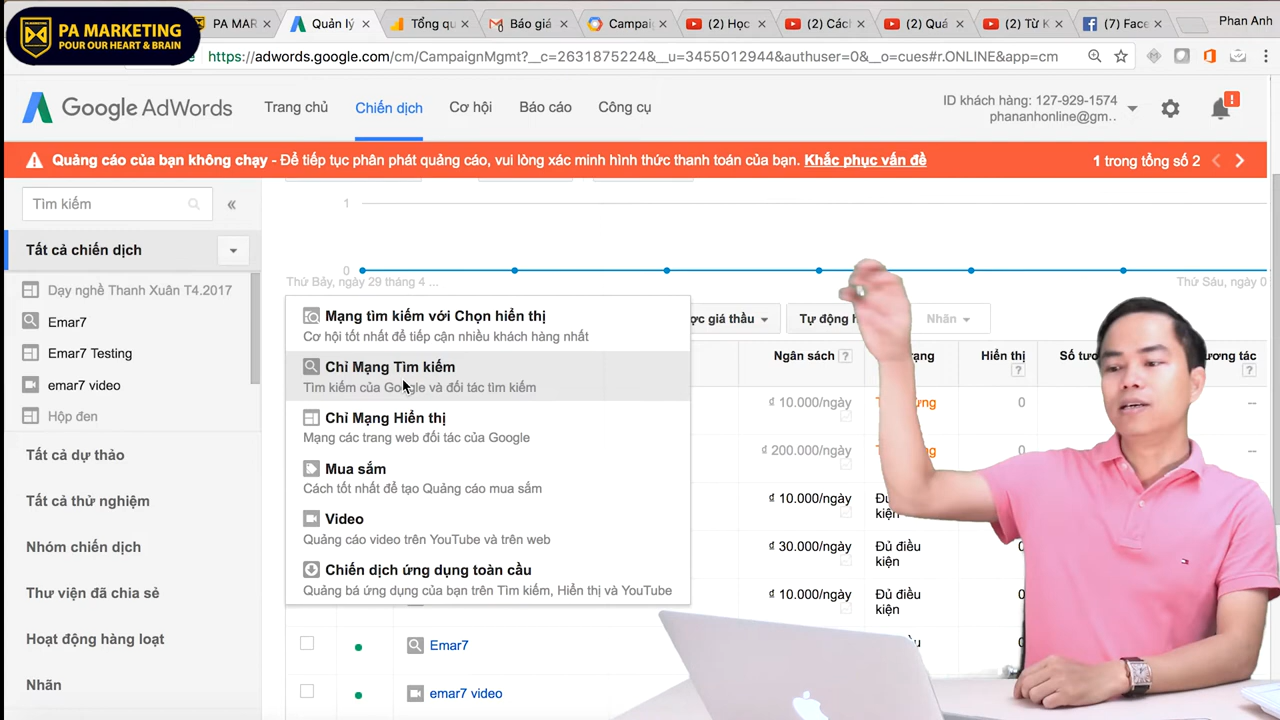 PA MARKETING
POUR OUR HEART & BRAIN
PA MAR
Quản lý
Tổng qu
Báo giá
Campai
(2) Học
(2) Các
(2) Quả
(2) Từ K
(7) Face
Phan Anh
https://adwords.google.com/cm/CampaignMgmt?__c=2631875224&__u=3455012944&authuser=0&__o=cues#r.ONLINE&app=cm
Google AdWords
Trang chủ
Chiến dịch
Cơ hội
Báo cáo
Công cụ
ID khách hàng: 127-929-1574
phananhonline@gm..
Quảng cáo của bạn không chạy - Để tiếp tục phân phát quảng cáo, vui lòng xác minh hình thức thanh toán của bạn. Khắc phục vấn đề
1 trong tổng số 2
Tìm kiếm
Tất cả chiến dịch
Dạy nghề Thanh Xuân T4.2017
Emar7
Emar7 Testing
emar7 video
Hộp đen
Tất cả dự thảo
Tất cả thử nghiệm
Nhóm chiến dịch
Thư viện đã chia sẻ
Hoạt động hàng loạt
Nhãn
1
0
Thứ Bảy, ngày 29 tháng 4 ...
Thứ Sáu, ngày 0
Mạng tìm kiếm với Chọn hiển thị
Cơ hội tốt nhất để tiếp cận nhiều khách hàng nhất
Chỉ Mạng Tìm kiếm
Tìm kiếm của Google và đối tác tìm kiếm
Chỉ Mạng Hiển thị
Mạng các trang web đối tác của Google
Mua sắm
Cách tốt nhất để tạo Quảng cáo mua sắm
Video
Quảng cáo video trên YouTube và trên web
Chiến dịch ứng dụng toàn cầu
Quảng bá ứng dụng của bạn trên Tìm kiếm, Hiển thị và YouTube
ợc giá thầu
Tự động h
Nhãn
Ngân sách ?
rạng
Hiển thị ?
Số tư
ương tác ?
₫ 10.000/ngày
0
--
₫ 200.000/ngày
0
--
₫ 10.000/ngày
Đủ
kiện
₫ 30.000/ngày
Đủ điều
kiện
0
₫ 10.000/ngày
Đủ điều
kiện
0
Emar7
emar7 video